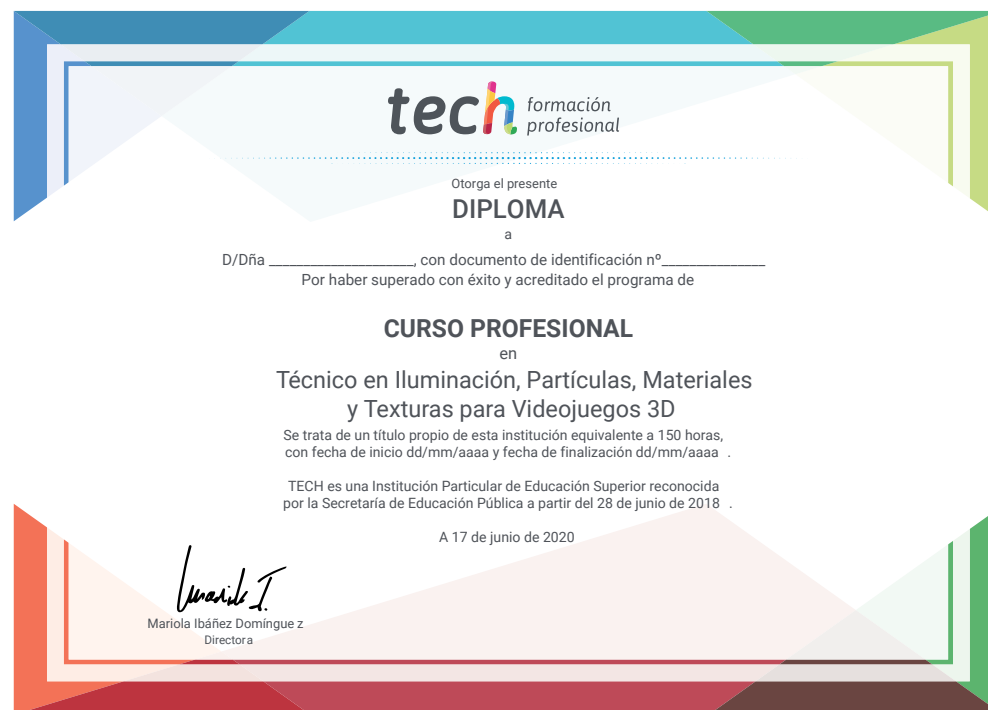 tech formación
profesional
Otorga el presente
DIPLOMA
a
D/Dña ____________________, con documento de identificación nº______________
Por haber superado con éxito y acreditado el programa de
CURSO PROFESIONAL
en
Técnico en Iluminación, Partículas, Materiales
y Texturas para Videojuegos 3D
Se trata de un título propio de esta institución equivalente a 150 horas,
con fecha de inicio dd/mm/aaaa y fecha de finalización dd/mm/aaaa .
TECH es una Institución Particular de Educación Superior reconocida
por la Secretaría de Educación Pública a partir del 28 de junio de 2018 .
A 17 de junio de 2020
Mariola Ibáñez Domíngue z
Directora